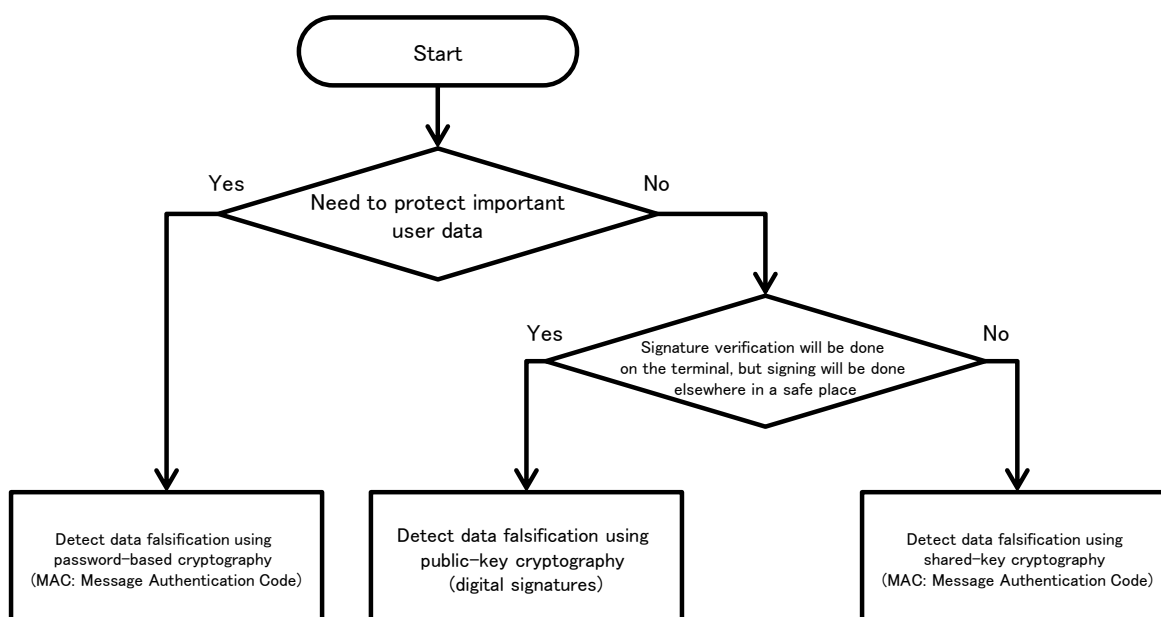 Start
Yes
No
Need to protect important
user data
Yes
No
Signature verification will be done
on the terminal, but signing will be done
elsewhere in a safe place
Detect data falsification using
password-based cryptography
(MAC: Message Authentication Code)
Detect data falsification using
public-key cryptography
(digital signatures)
Detect data falsification using
shared-key cryptography
(MAC: Message Authentication Code)